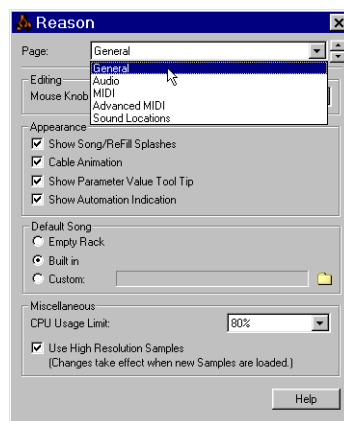 Reason
Page: General
General
Audio
MIDI
Advanced MIDI
Sound Locations
Editing
Mouse Knob
Appearance
Show Song/ReFill Splashes
Cable Animation
Show Parameter Value Tool Tip
Show Automation Indication
Default Song
Empty Rack
Built in
Custom:
Miscellaneous
CPU Usage Limit: 80%
Use High Resolution Samples
(Changes take effect when new Samples are loaded.)
Help